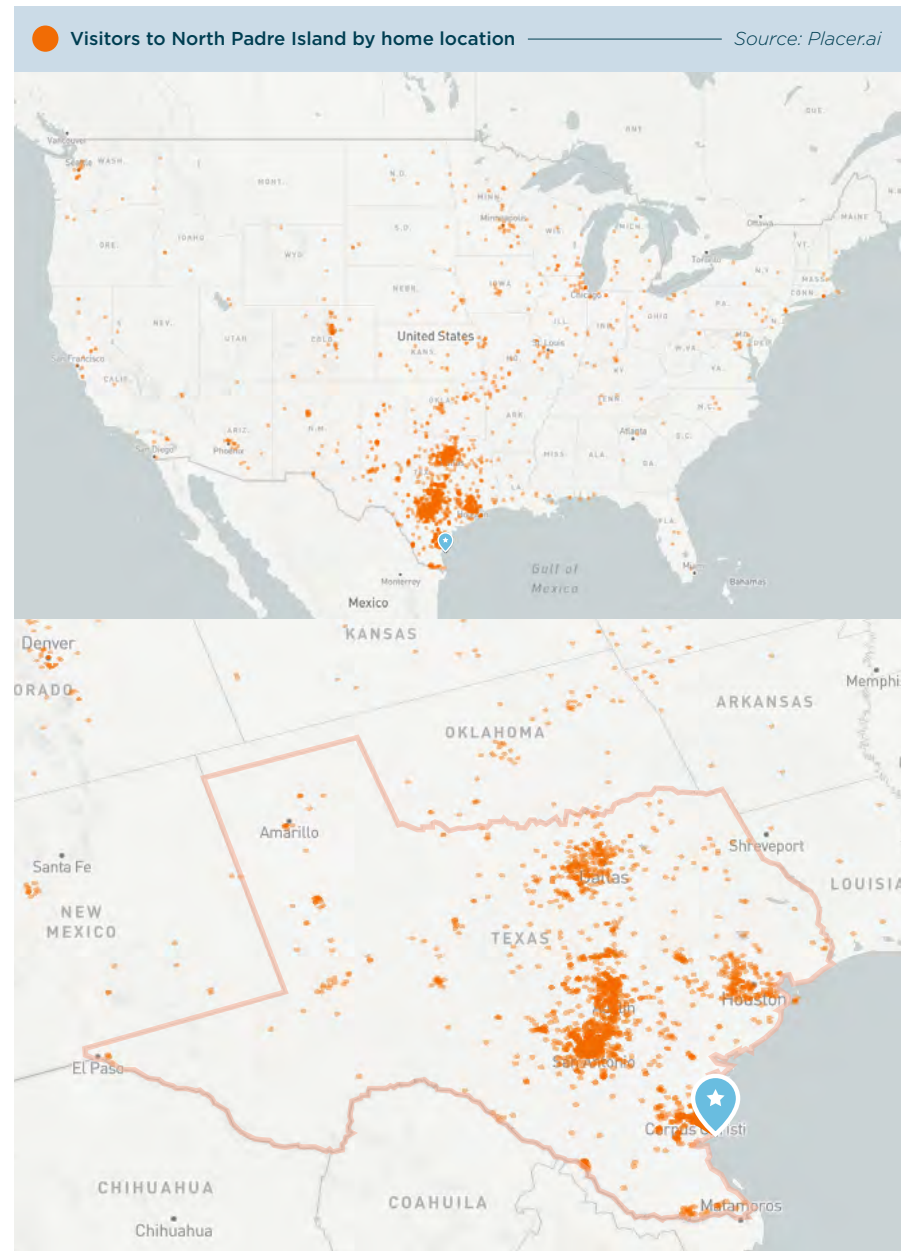 Visitors to North Padre Island by home location
Source: Placer.ai
ONT.
QUE.
Vancouver
Seattle
WASH.
MONT.
N.D.
MINN.
Minneapolis
Ottawa
MAINE
ORE.
IDAHO
S.D.
WIS.
MICH.
Toronto
VT.
WYO.
N.Y.
MASS.
CONN.
NEBR.
IOWA
Chicago
PA.
NEV.
UTAH
COLO.
United States
ILL.
IND.
OHIO
MD.
San Francisco
KANS.
MO.
St. Louis
W.VA.
VA.
CALIF.
KY.
OKLA.
TENN.
N.C.
ARIZ.
N.M.
ARK.
Atlanta
San Diego
Phoenix
MISS.
ALA.
GA.
S.C.
LA.
FLA.
Gulf of
Mexico
Monterrey
Bahamas
Mexico
KANSAS
Denver
ORADO
Memphi
ARKANSAS
OKLAHOMA
Amarillo
Santa Fe
Dallas
Shreveport
LOUISIA
NEW
MEXICO
TEXAS
Houston
San Antonio
El Paso
Matamoros
CHIHUAHUA
COAHUILA
Chihuahua